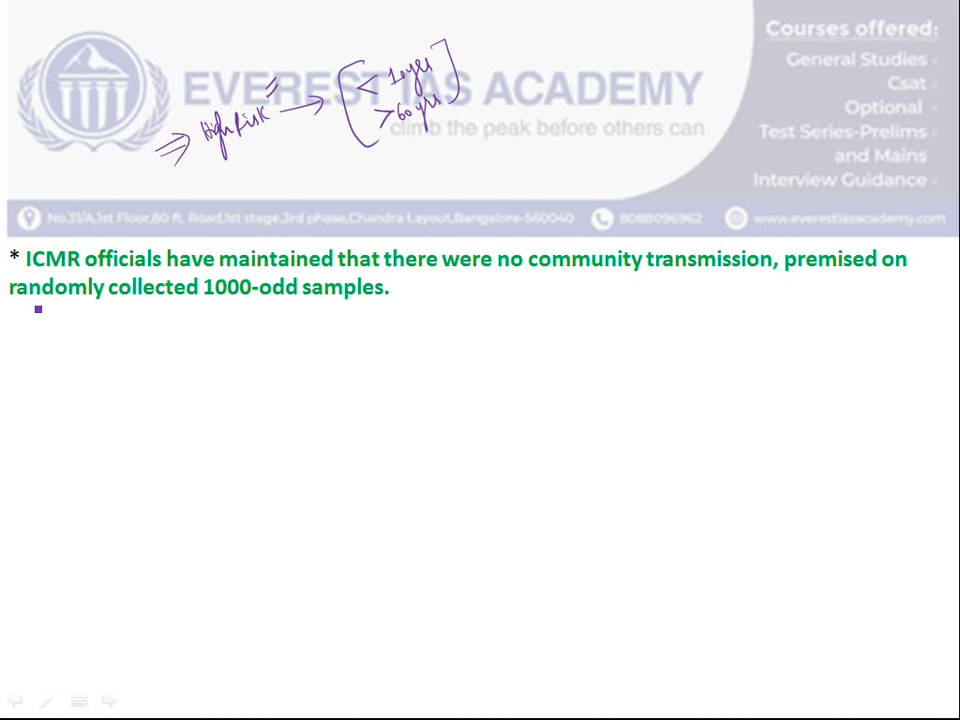 Courses offered:
General Studies -
Csat -
Optional -
Test Series-Prelims -
and Mains
Interview Guidance -
EVEREST IAS ACADEMY
climb the peak before others can
⇒ High Risk → < 10 yrs
> 60 yrs
No.31/A,1st Floor,80 ft. Road,1st stage,3rd phase,Chandra Layout,Bangalore-560040
8088096962
www.everestiasacademy.com
* ICMR officials have maintained that there were no community transmission, premised on
randomly collected 1000-odd samples.